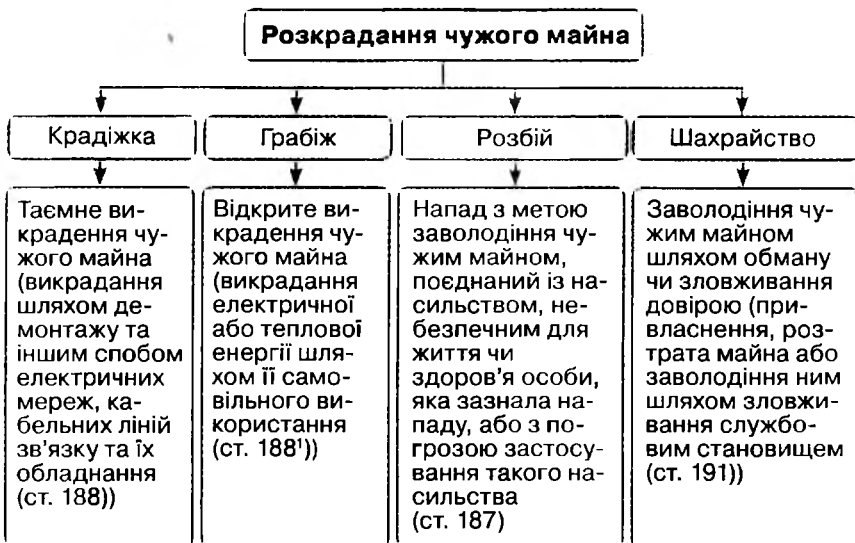 Розкрадання чужого майна
Крадіжка
Грабіж
Розбій
Шахрайство
Таємне ви-
крадення чу-
жого майна
(викрадання
шляхом де-
монтажу та
іншим спобом
електричних
мереж, ка-
бельних ліній
зв'язку та їх
обладнання
(ст. 188))
Відкрите ви-
крадення чу-
жого майна
(викрадання
електричної
або теплової
енергії шля-
хом її само-
вільного ви-
користання
(ст. 188¹))
Напад з метою
заволодіння чу-
жим майном,
поєднаний із на-
сильством, не-
безпечним для
життя чи
здоров'я особи,
яка зазнала на-
паду, або з по-
грозою застосу-
вання такого на-
сильства
(ст. 187)
Заволодіння чу-
жим майном
шляхом обману
чи зловживання
довірою (при-
власнення, роз-
трата майна або
заволодіння ним
шляхом зловжи-
вання службо-
вим становищем
(ст. 191))